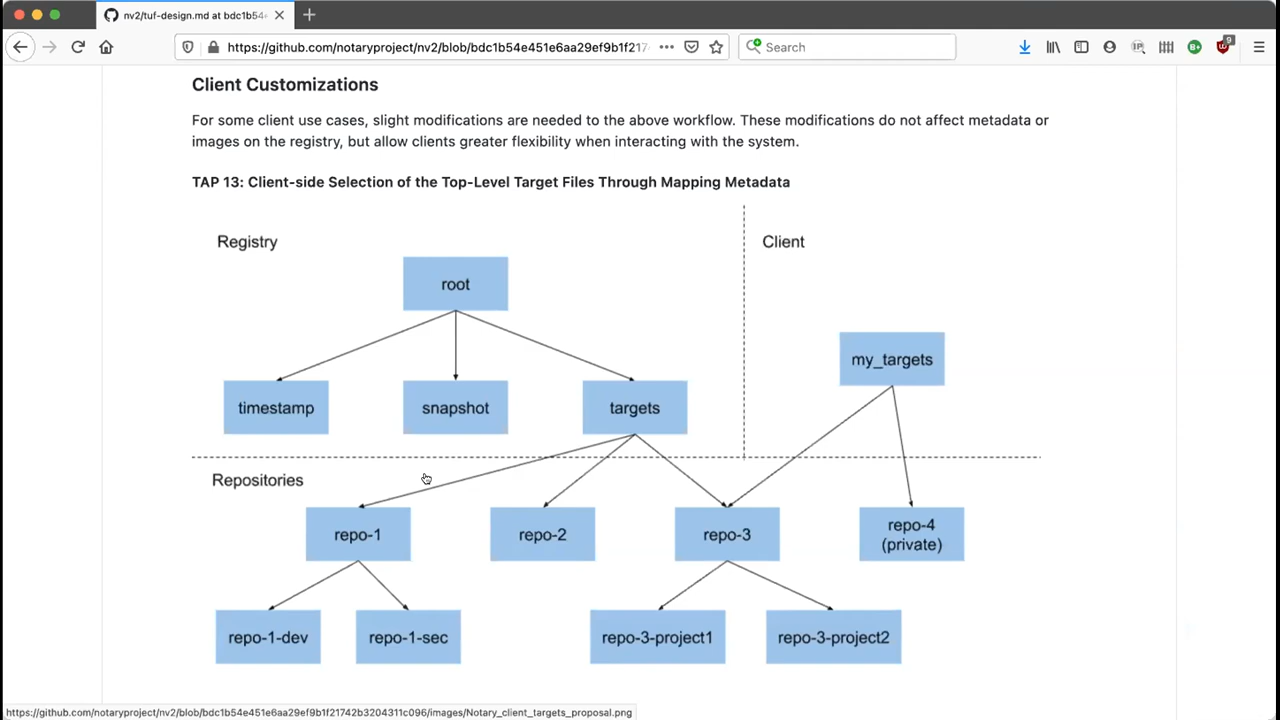 nv2/tuf-design.md at bdc1b54
https://github.com/notaryproject/nv2/blob/bdc1b54e451e6aa29ef9b1f217
Search
9
Client Customizations
For some client use cases, slight modifications are needed to the above workflow. These modifications do not affect metadata or
images on the registry, but allow clients greater flexibility when interacting with the system.
TAP 13: Client-side Selection of the Top-Level Target Files Through Mapping Metadata
Registry
Client
root
my_targets
timestamp
snapshot
targets
Repositories
repo-1
repo-2
repo-3
repo-4
(private)
repo-1-dev
repo-1-sec
repo-3-project1
repo-3-project2
https://github.com/notaryproject/nv2/blob/bdc1b54e451e6aa29ef9b1f21742b3204311c096/images/Notary_client_targets_proposal.png